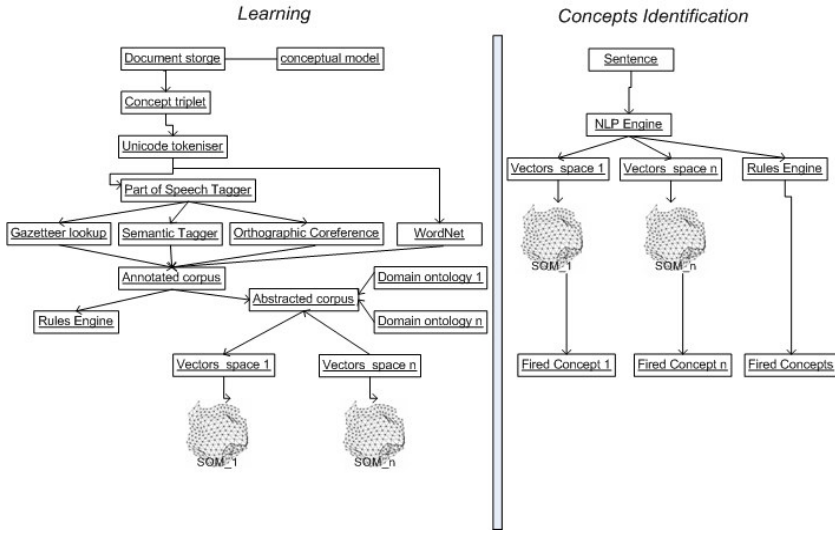 Learning
Concepts Identification
Document storge
conceptual model
Concept triplet
Unicode tokeniser
Part of Speech Tagger
Gazetteer lookup
Semantic Tagger
Orthographic Coreference
WordNet
Annotated corpus
Domain ontology 1
Abstracted corpus
Rules Engine
Domain ontology n
Vectors space 1
Vectors space n
SOM_1
SOM_n
Sentence
NLP Engine
Vectors space 1
Vectors space n
Rules Engine
SOM_1
SOM_n
Fired Concept 1
Fired Concept n
Fired Concepts